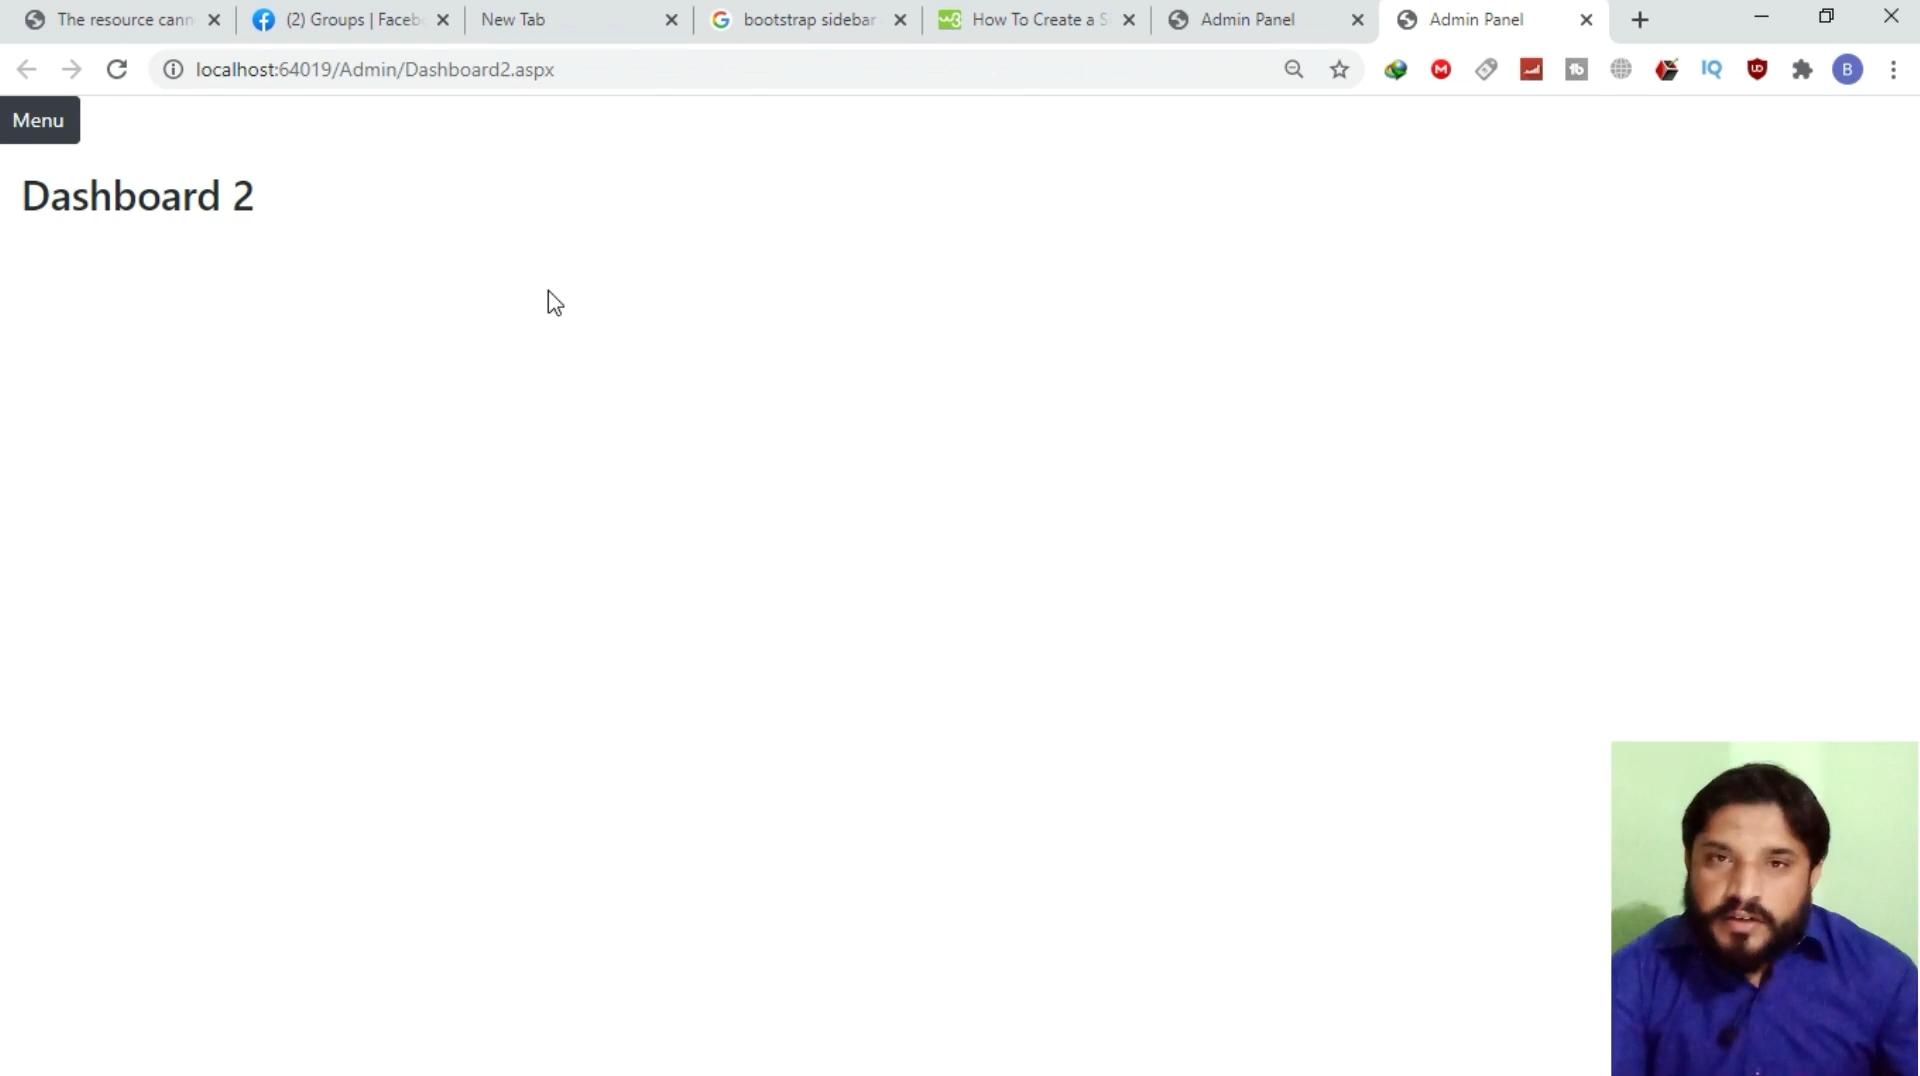 The resource cann
(2) Groups | Faceb
New Tab
bootstrap sidebar
How To Create a S
Admin Panel
Admin Panel
localhost:64019/Admin/Dashboard2.aspx
IQ
B
Menu
Dashboard 2